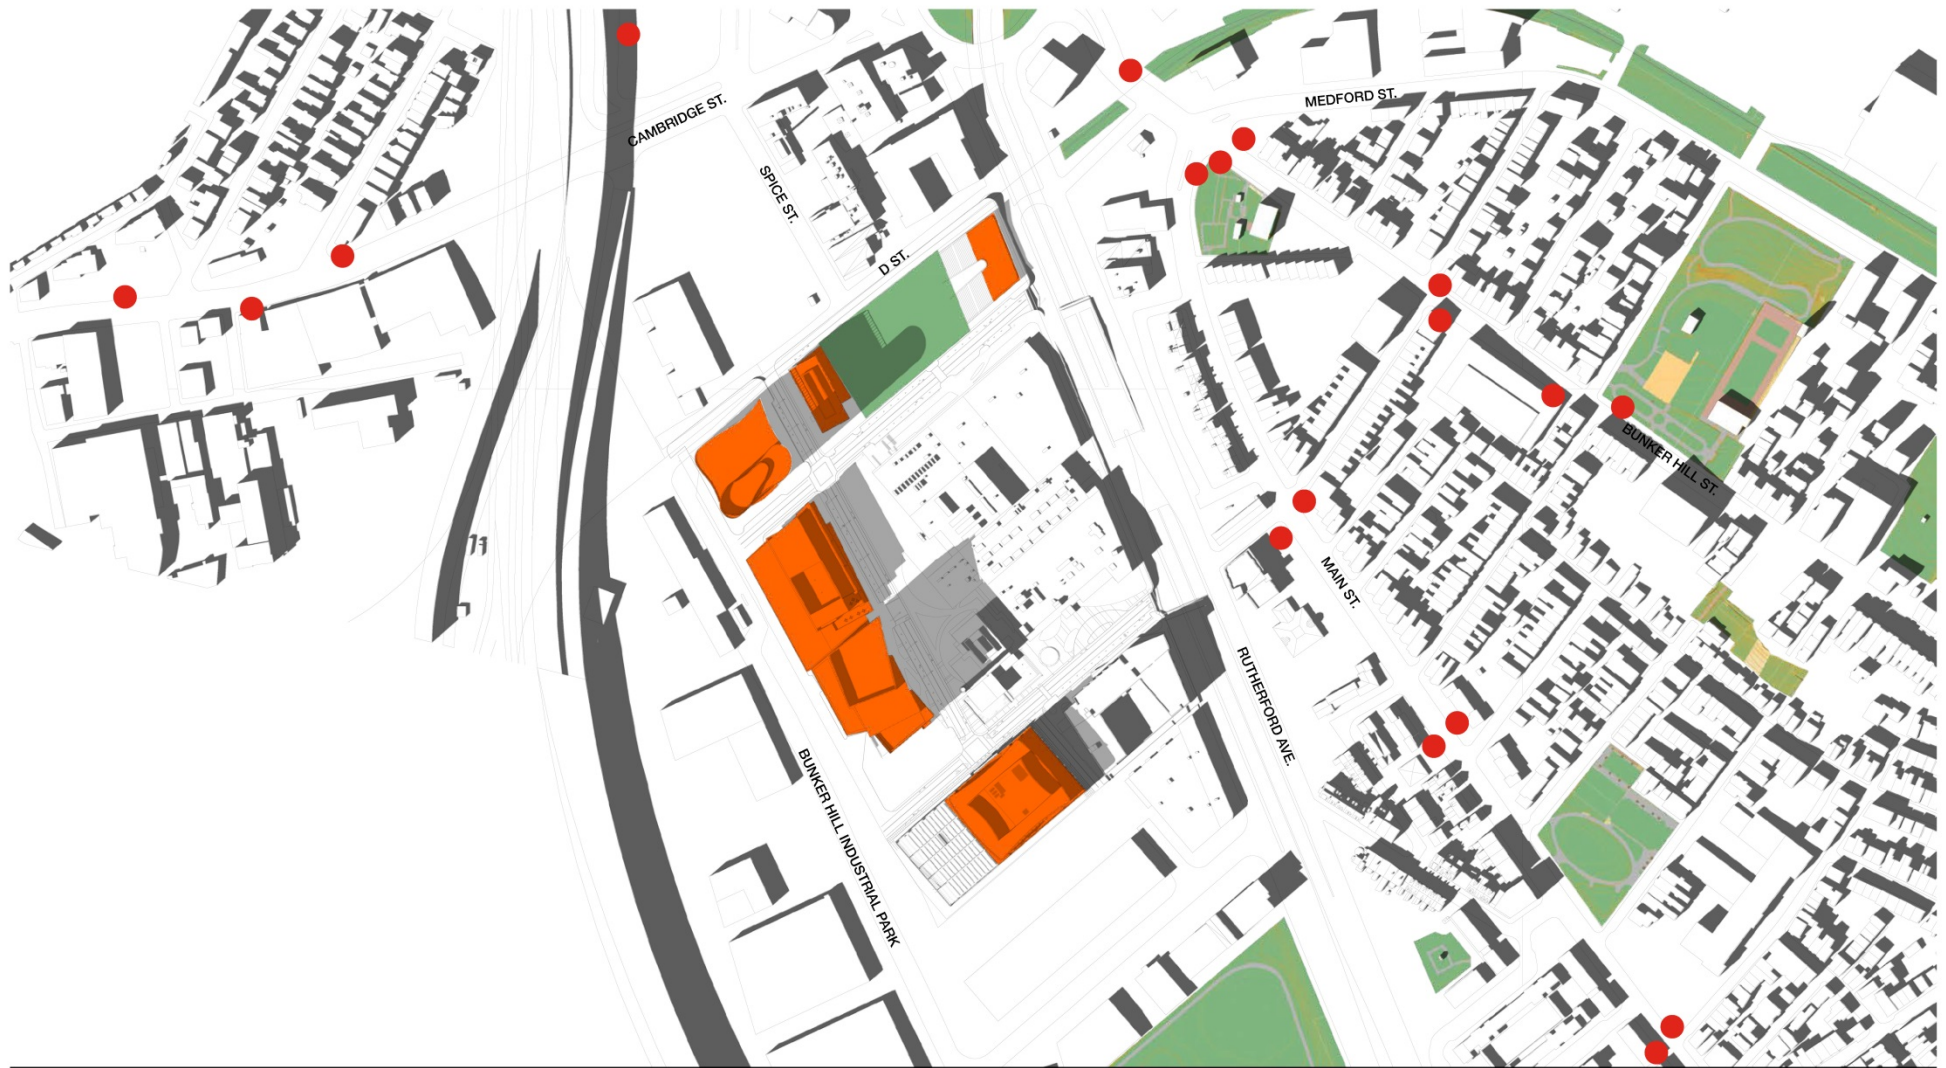 MEDFORD ST.
CAMBRIDGE ST.
SPICE ST.
D ST.
BUNKER HILL ST.
MAIN ST.
RUTHERFORD AVE.
BUNKER HILL INDUSTRIAL PARK